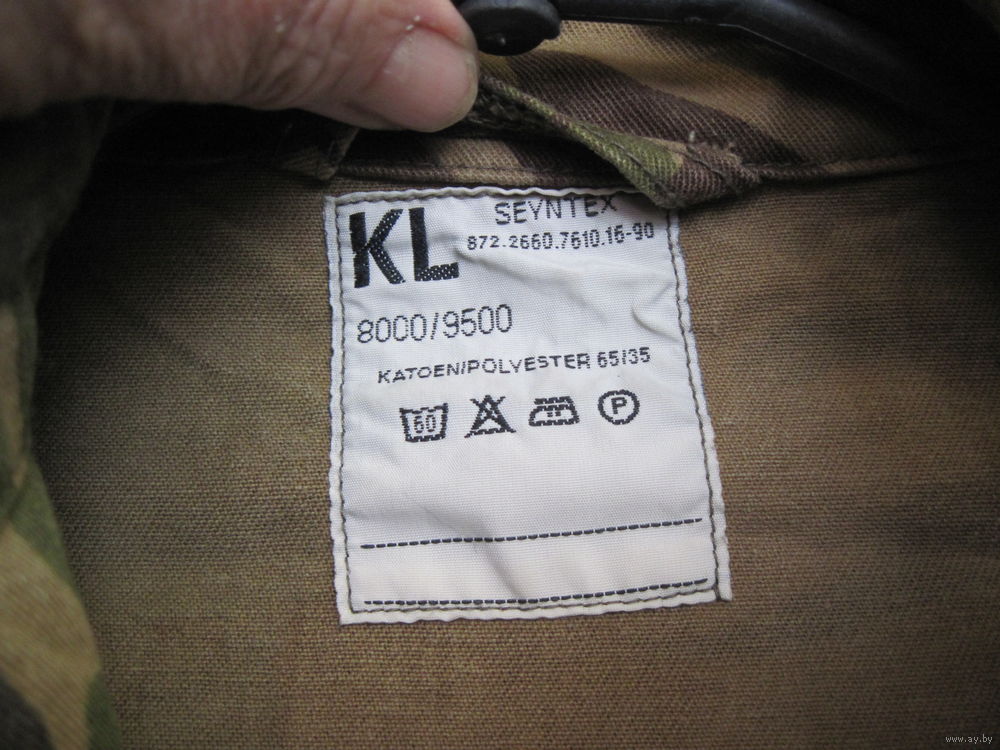 KL
SEYNTEX
872.2660.7610.16-90
8000/9500
KATOEN/POLYESTER 65/35
60
P
www.ay.by